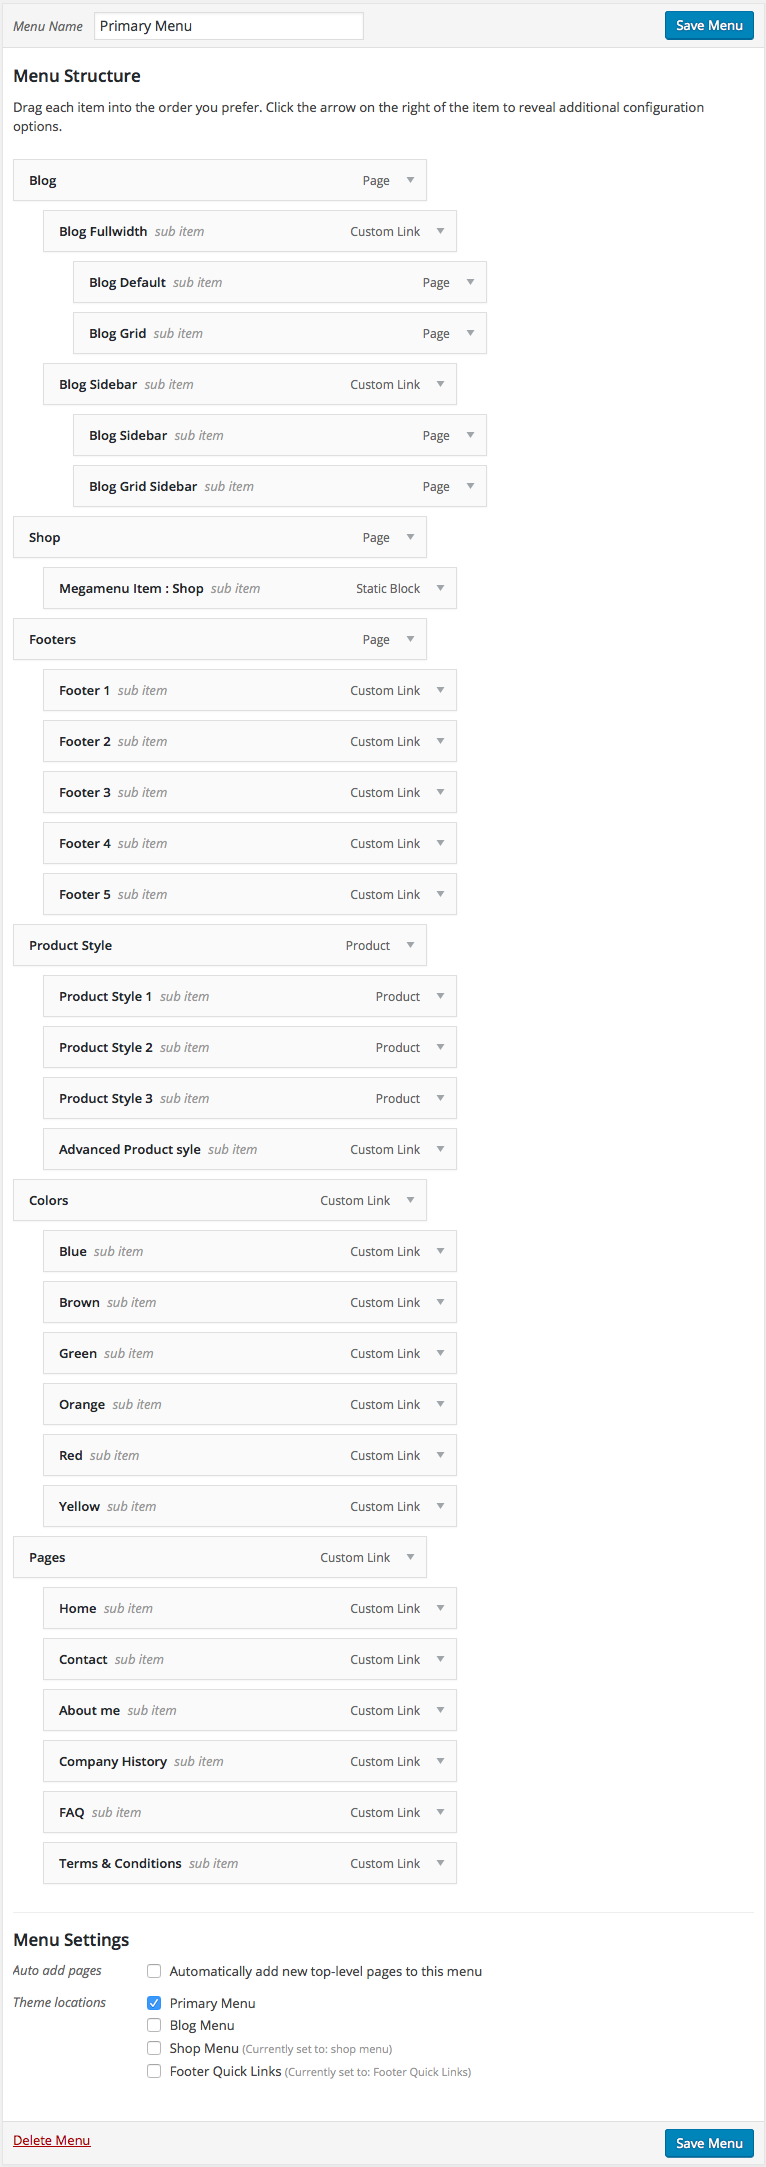 Menu Name Primary Menu Save Menu
Menu Structure
Drag each item into the order you prefer. Click the arrow on the right of the item to reveal additional configuration
options.
Blog Page
Blog Fullwidth sub item Custom Link
Blog Default sub item Page
Blog Grid sub item Page
Blog Sidebar sub item Custom Link
Blog Sidebar sub item Page
Blog Grid Sidebar sub item Page
Shop Page
Megamenu Item : Shop sub item Static Block
Footers Page
Footer 1 sub item Custom Link
Footer 2 sub item Custom Link
Footer 3 sub item Custom Link
Footer 4 sub item Custom Link
Footer 5 sub item Custom Link
Product Style Product
Product Style 1 sub item Product
Product Style 2 sub item Product
Product Style 3 sub item Product
Advanced Product syle sub item Custom Link
Colors Custom Link
Blue sub item Custom Link
Brown sub item Custom Link
Green sub item Custom Link
Orange sub item Custom Link
Red sub item Custom Link
Yellow sub item Custom Link
Pages Custom Link
Home sub item Custom Link
Contact sub item Custom Link
About me sub item Custom Link
Company History sub item Custom Link
FAQ sub item Custom Link
Terms & Conditions sub item Custom Link
Menu Settings
Auto add pages Automatically add new top-level pages to this menu
Theme locations Primary Menu
Blog Menu
Shop Menu (Currently set to: shop menu)
Footer Quick Links (Currently set to: Footer Quick Links)
Delete Menu Save Menu